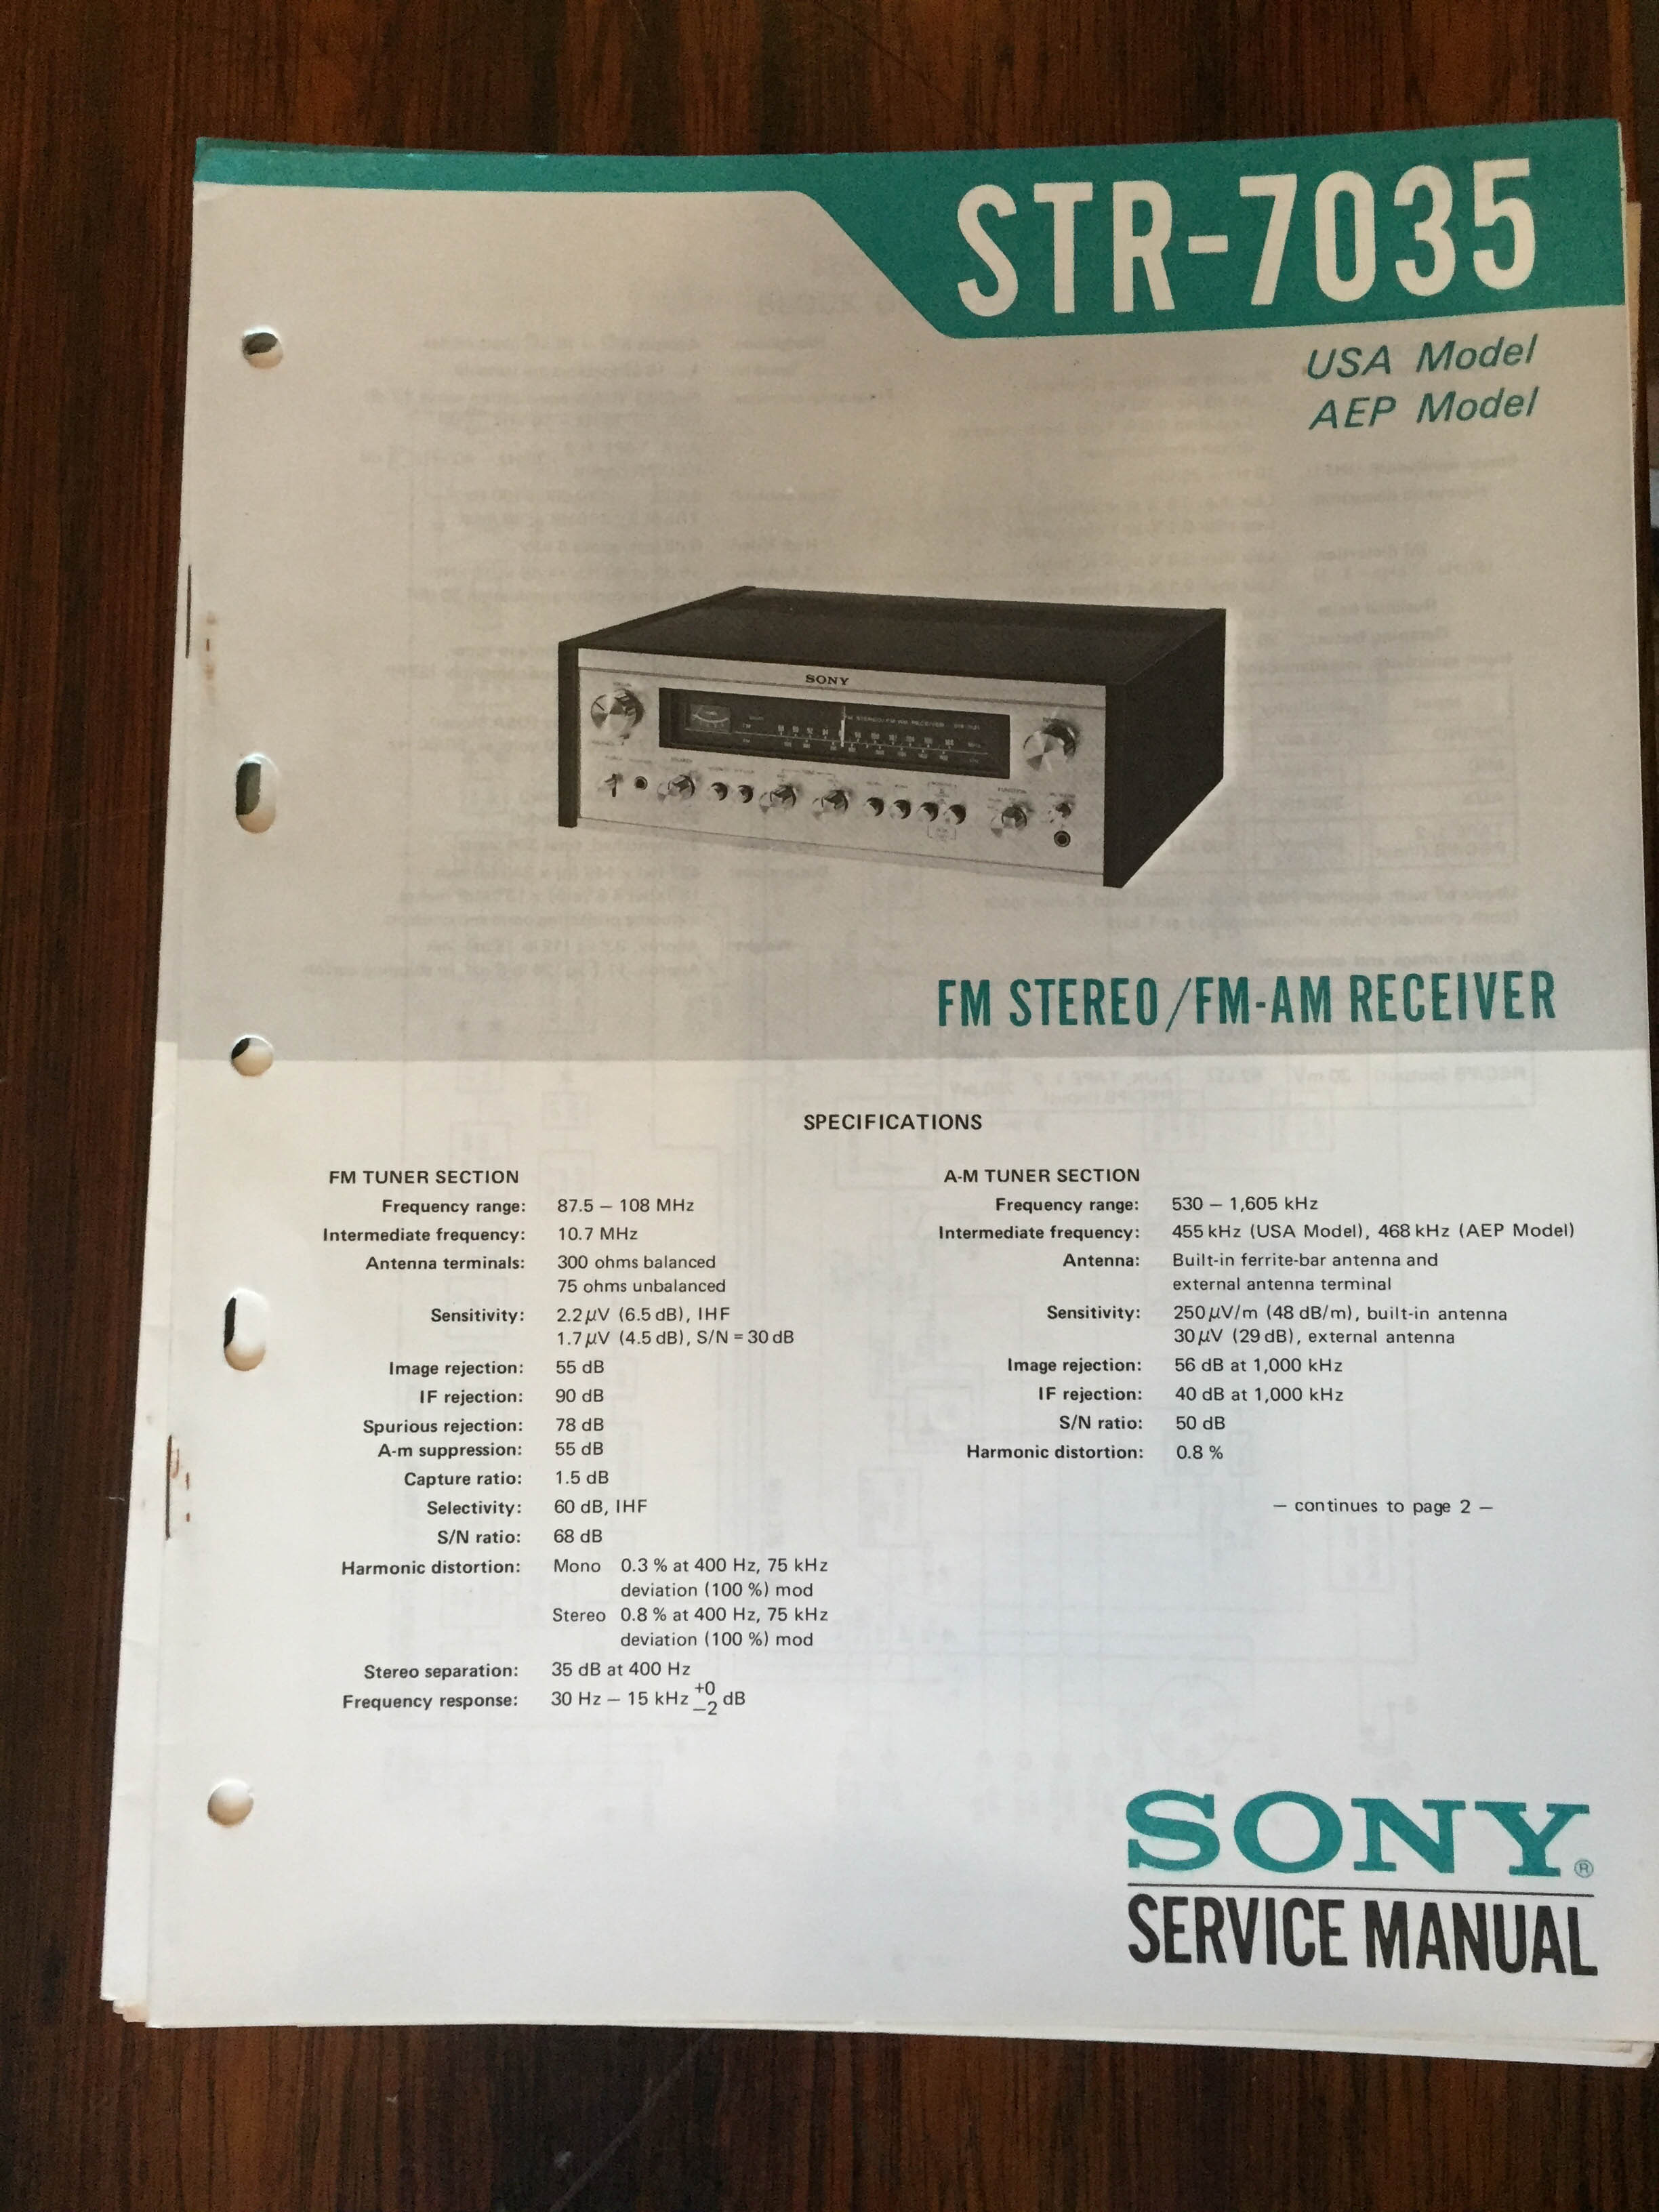 STR-7035
USA Model
AEP Model
SONY
FM STEREO/FM-AM RECEIVER
SPECIFICATIONS
FM TUNER SECTION
Frequency range: 87.5 – 108 MHz
Intermediate frequency: 10.7 MHz
Antenna terminals: 300 ohms balanced
75 ohms unbalanced
Sensitivity: 2.2 µV (6.5 dB), IHF
1.7 µV (4.5 dB), S/N = 30 dB
Image rejection: 55 dB
IF rejection: 90 dB
Spurious rejection: 78 dB
A-m suppression: 55 dB
Capture ratio: 1.5 dB
Selectivity: 60 dB, IHF
S/N ratio: 68 dB
Harmonic distortion: Mono 0.3 % at 400 Hz, 75 kHz
deviation (100 %) mod
Stereo 0.8 % at 400 Hz, 75 kHz
deviation (100 %) mod
Stereo separation: 35 dB at 400 Hz
Frequency response: 30 Hz – 15 kHz +0 –2 dB
A-M TUNER SECTION
Frequency range: 530 – 1,605 kHz
Intermediate frequency: 455 kHz (USA Model), 468 kHz (AEP Model)
Antenna: Built-in ferrite-bar antenna and
external antenna terminal
Sensitivity: 250 µV/m (48 dB/m), built-in antenna
30 µV (29 dB), external antenna
Image rejection: 56 dB at 1,000 kHz
IF rejection: 40 dB at 1,000 kHz
S/N ratio: 50 dB
Harmonic distortion: 0.8 %
– continues to page 2 –
SONY®
SERVICE MANUAL